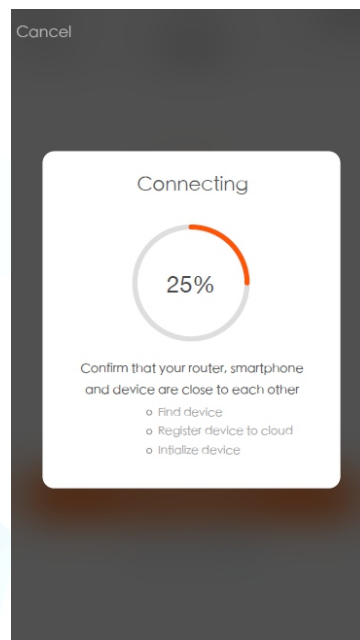 Cancel
Connecting
25%
Confirm that your router, smartphone
and device are close to each other
Find device
Register device to cloud
Intialize device